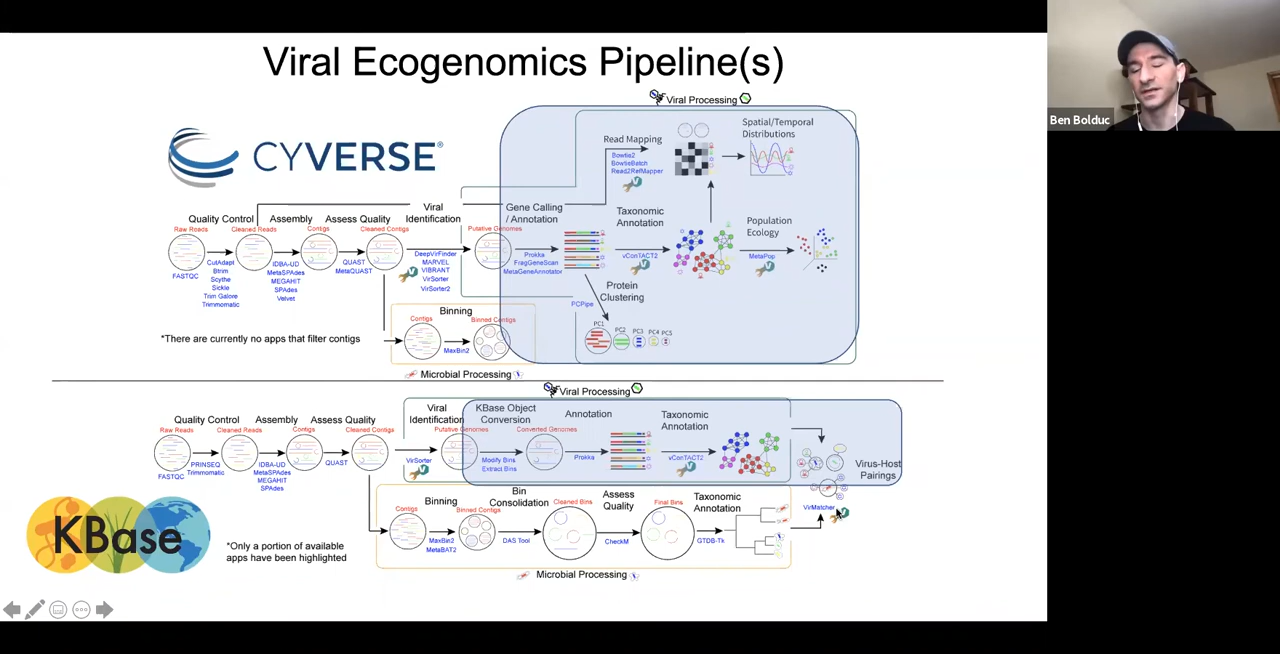 Viral Ecogenomics Pipeline(s)
Ben Bolduc
CYVERSE®
Viral Processing
Read Mapping
Bowtie2
BowtieBatch
Read2RefMapper
Spatial/Temporal
Distributions
Quality Control
Assembly
Assess Quality
Viral
Identification
Gene Calling
/ Annotation
Taxonomic
Annotation
Population
Ecology
Raw Reads
Cleaned Reads
Contigs
Cleaned Contigs
Putative Genomes
FASTQC
CutAdapt
Btrim
Scythe
Sickle
Trim Galore
Trimmomatic
IDBA-UD
MetaSPAdes
MEGAHIT
SPAdes
Velvet
QUAST
MetaQUAST
DeepVirFinder
MARVEL
VIBRANT
VirSorter
VirSorter2
Prokka
FragGeneScan
MetaGeneAnnotator
vConTACT2
MetaPop
Protein
Clustering
PCPipe
PC1
PC2
PC3
PC4
PC5
Binning
Contigs
Binned Contigs
MaxBin2
*There are currently no apps that filter contigs
Microbial Processing
Viral Processing
Quality Control
Assembly
Assess Quality
Viral
Identification
KBase Object
Conversion
Annotation
Taxonomic
Annotation
Raw Reads
Cleaned Reads
Contigs
Cleaned Contigs
Putative Genomes
Converted Genomes
FASTQC
PRINSEQ
Trimmomatic
IDBA-UD
MetaSPAdes
MEGAHIT
SPAdes
QUAST
VirSorter
Modify Bins
Extract Bins
Prokka
vConTACT2
Virus-Host
Pairings
VirMatcher
Binning
Bin
Consolidation
Assess
Quality
Taxonomic
Annotation
Contigs
Binned Contigs
Cleaned Bins
Final Bins
MaxBin2
MetaBAT2
DAS Tool
CheckM
GTDB-Tk
KBase
*Only a portion of available
apps have been highlighted
Microbial Processing